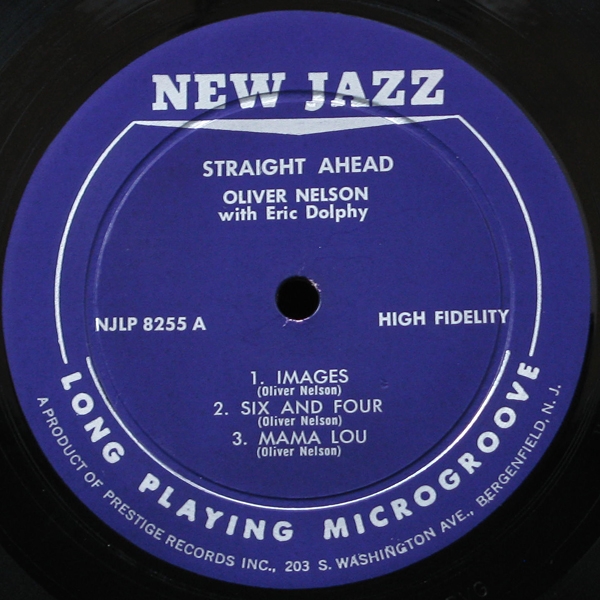 NEW JAZZ
STRAIGHT AHEAD
OLIVER NELSON
with Eric Dolphy
NJLP 8255 A
HIGH FIDELITY
1. IMAGES
(Oliver Nelson)
2. SIX AND FOUR
(Oliver Nelson)
3. MAMA LOU
(Oliver Nelson)
LONG PLAYING MICROGROOVE
A PRODUCT OF PRESTIGE RECORDS INC., 203 S. WASHINGTON AVE., BERGENFIELD, N. J.